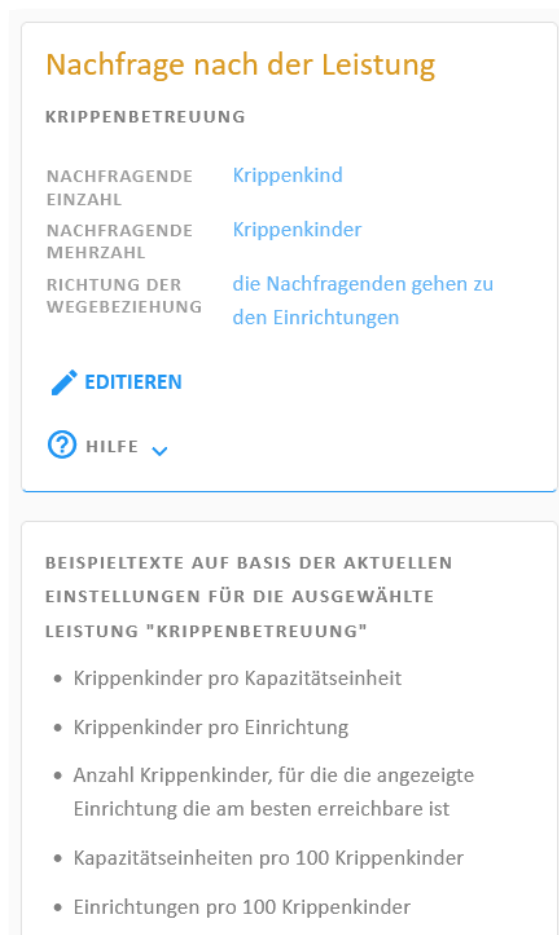 Nachfrage nach der Leistung
KRIPPENBETREUUNG
NACHFRAGENDE
EINZAHL
Krippenkind
NACHFRAGENDE
MEHRZAHL
Krippenkinder
RICHTUNG DER
WEGEBEZIEHUNG
die Nachfragenden gehen zu
den Einrichtungen
EDITIEREN
HILFE
BEISPIELTEXTE AUF BASIS DER AKTUELLEN
EINSTELLUNGEN FÜR DIE AUSGEWÄHLTE
LEISTUNG "KRIPPENBETREUUNG"
• Krippenkinder pro Kapazitätseinheit
• Krippenkinder pro Einrichtung
• Anzahl Krippenkinder, für die die angezeigte
Einrichtung die am besten erreichbare ist
• Kapazitätseinheiten pro 100 Krippenkinder
• Einrichtungen pro 100 Krippenkinder